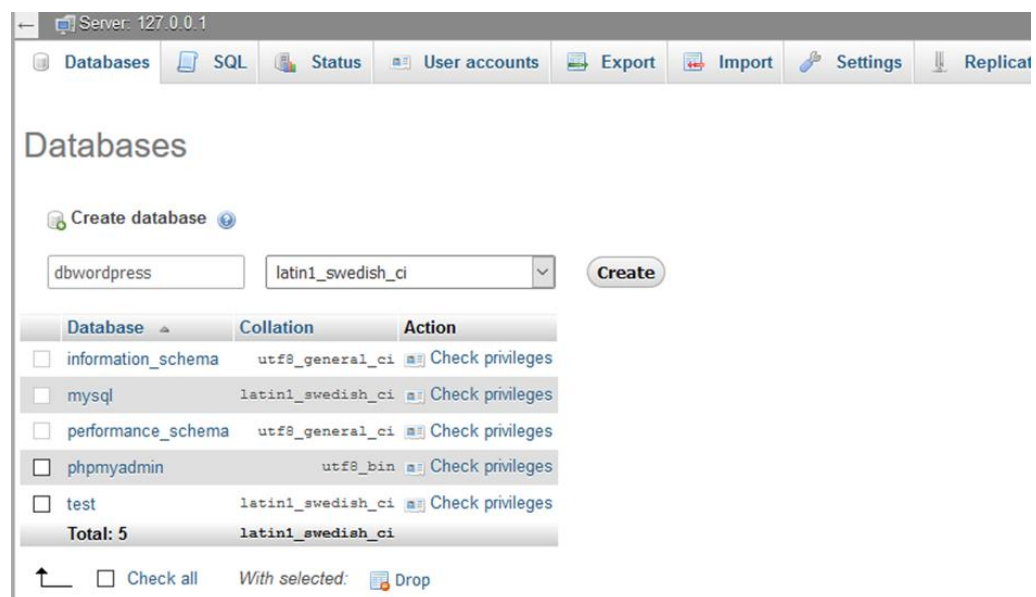 Server: 127.0.0.1
Databases SQL Status User accounts Export Import Settings Replicat
Databases
Create database
dbwordpress latin1_swedish_ci Create
Database Collation Action
information_schema utf8_general_ci Check privileges
mysql latin1_swedish_ci Check privileges
performance_schema utf8_general_ci Check privileges
phpmyadmin utf8_bin Check privileges
test latin1_swedish_ci Check privileges
Total: 5 latin1_swedish_ci
Check all With selected: Drop